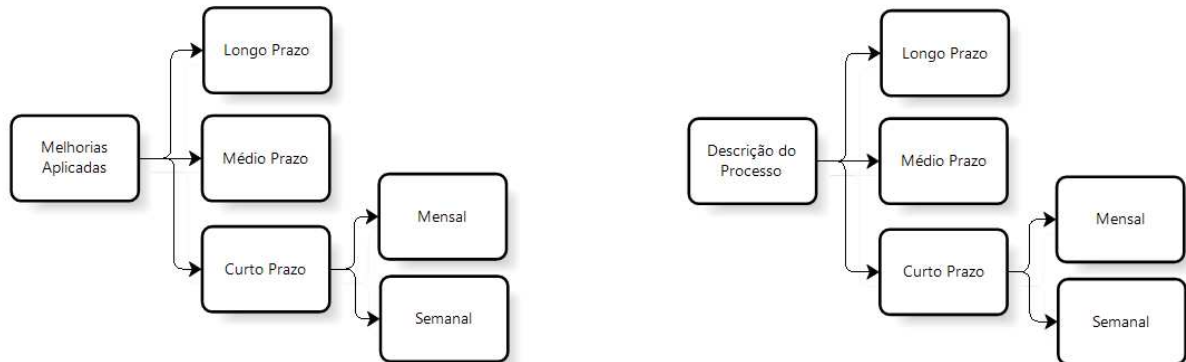 Longo Prazo
Melhorias
Aplicadas
Médio Prazo
Curto Prazo
Mensal
Semanal
Longo Prazo
Descrição do
Processo
Médio Prazo
Curto Prazo
Mensal
Semanal